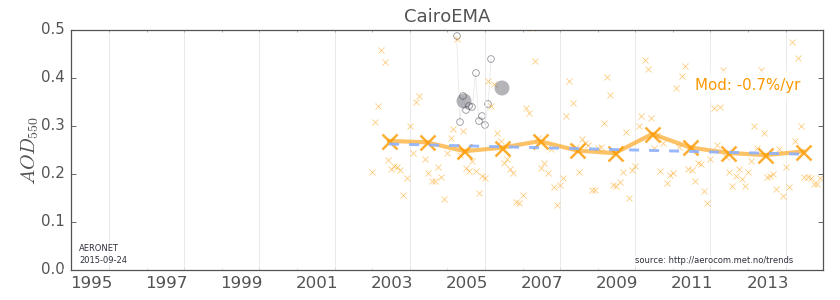 CairoEMA
0.5
0.4
0.3
0.2
0.1
0.0
AOD550
Mod: -0.7%/yr
AERONET
2015-09-24
source: http://aerocom.met.no/trends
1995 1997 1999 2001 2003 2005 2006 2007 2009 2011 2013